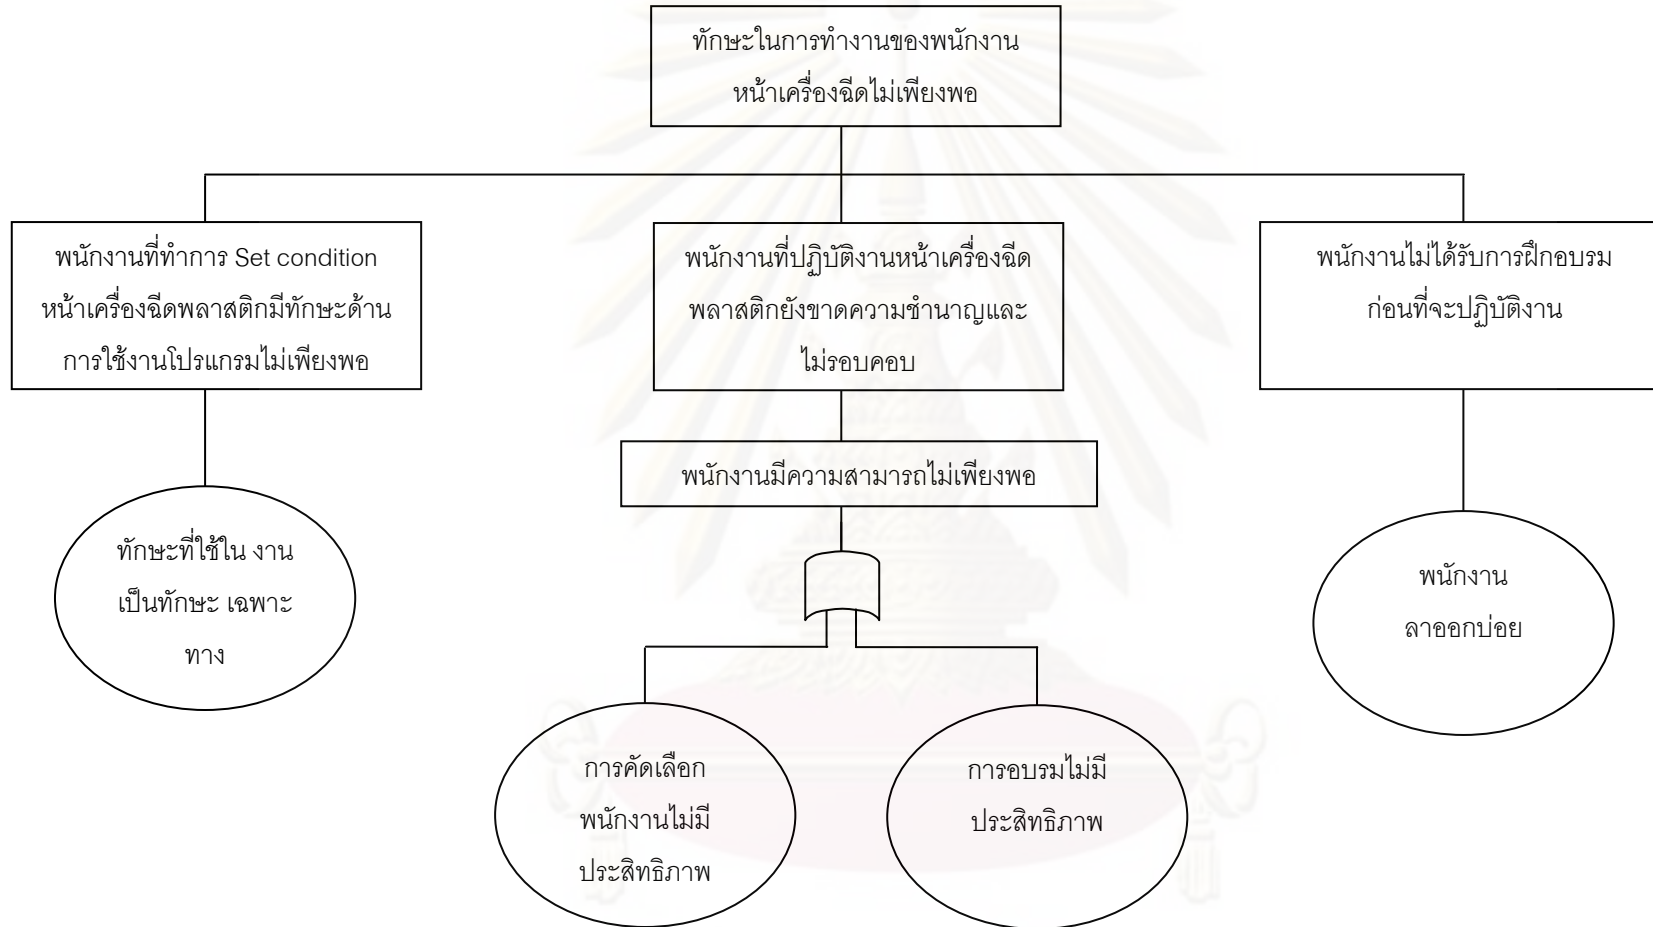 ทักษะในการทำงานของพนักงาน
หน้าเครื่องฉีดไม่เพียงพอ
พนักงานที่ทำการ Set condition
หน้าเครื่องฉีดพลาสติกมีทักษะด้าน
การใช้งานโปรแกรมไม่เพียงพอ
พนักงานที่ปฏิบัติงานหน้าเครื่องฉีด
พลาสติกยังขาดความชำนาญและ
ไม่รอบคอบ
พนักงานไม่ได้รับการฝึกอบรม
ก่อนที่จะปฏิบัติงาน
พนักงานมีความสามารถไม่เพียงพอ
ทักษะที่ใช้ใน งาน
เป็นทักษะ เฉพาะ
ทาง
พนักงาน
ลาออกบ่อย
การคัดเลือก
พนักงานไม่มี
ประสิทธิภาพ
การอบรมไม่มี
ประสิทธิภาพ